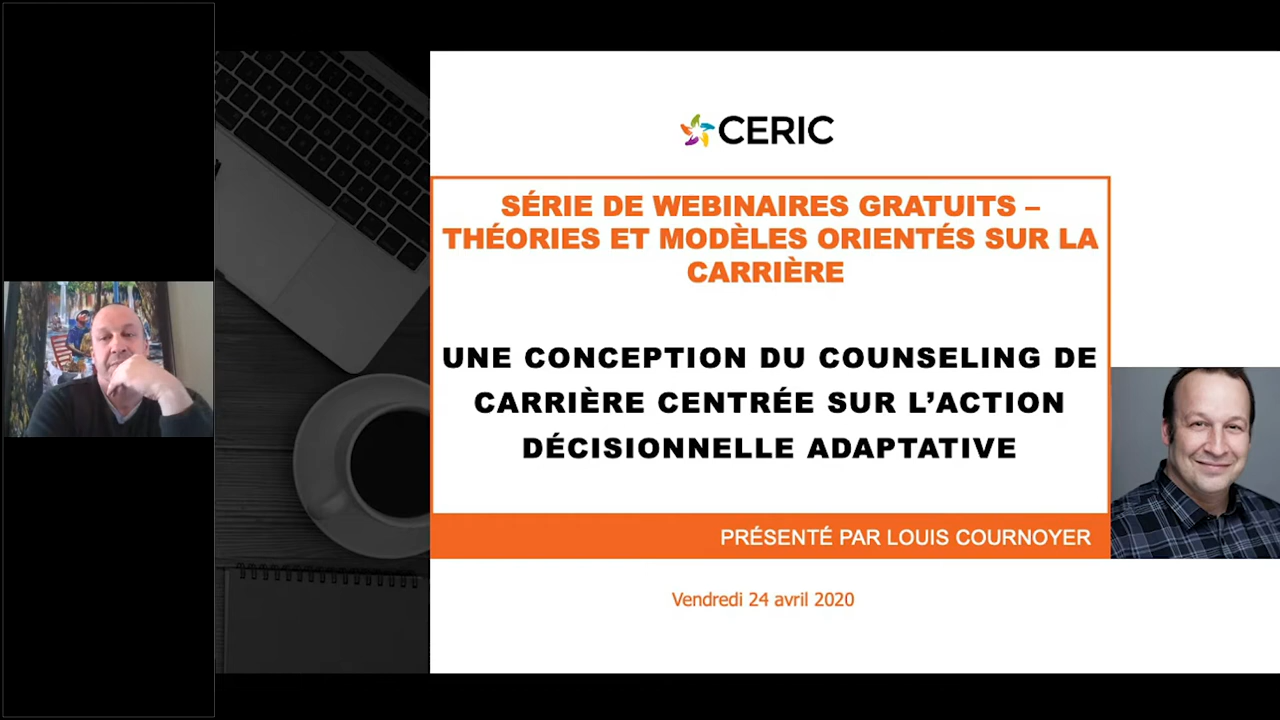 CERIC
SÉRIE DE WEBINAIRES GRATUITS –
THÉORIES ET MODÈLES ORIENTÉS SUR LA
CARRIÈRE
UNE CONCEPTION DU COUNSELING DE
CARRIÈRE CENTRÉE SUR L’ACTION
DÉCISIONNELLE ADAPTATIVE
PRÉSENTÉ PAR LOUIS COURNOYER
Vendredi 24 avril 2020